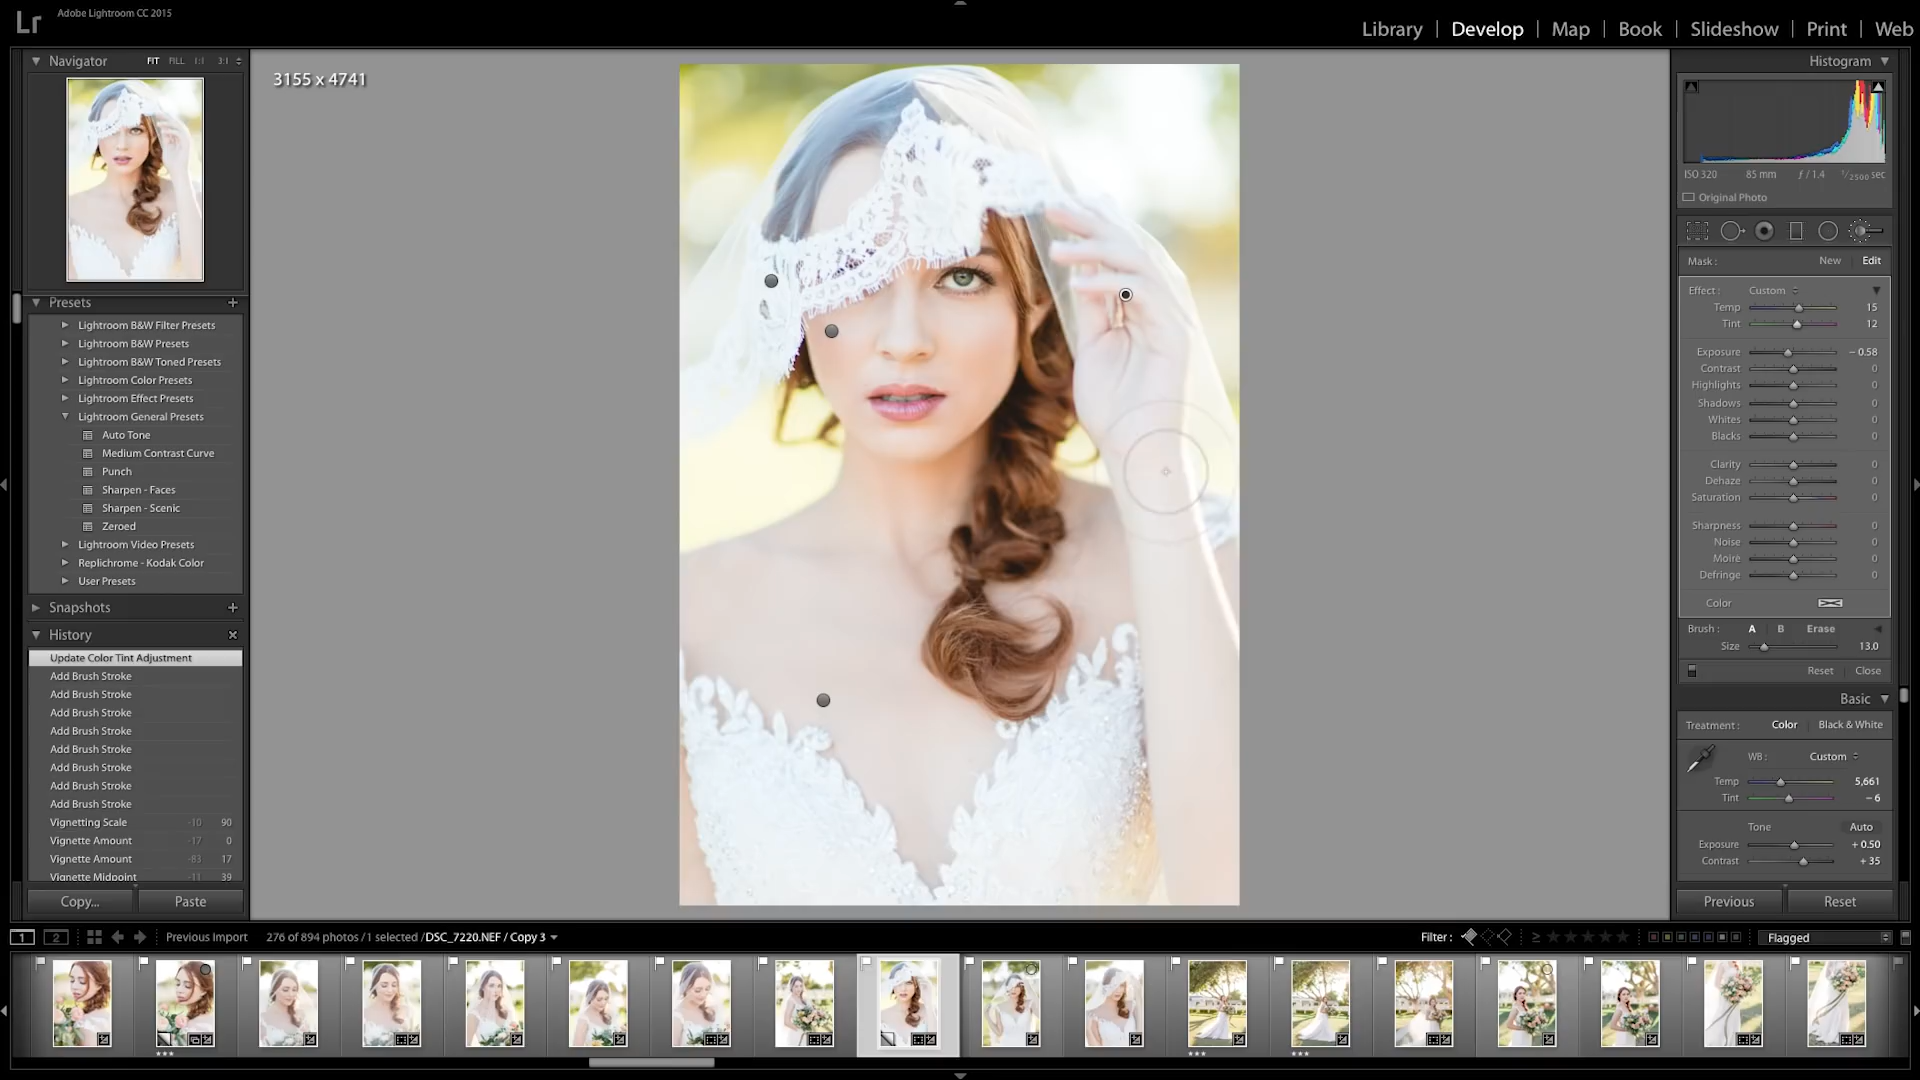 Lr
Adobe Lightroom CC 2015
Library | Develop | Map | Book | Slideshow | Print | Web
Navigator FIT FILL 1:1 3:1
3155 x 4741
Histogram
ISO 320 85 mm ƒ / 1.4 1/2500 sec
Original Photo
Mask : New Edit
Effect : Custom
Temp 15
Tint 12
Exposure – 0.58
Contrast 0
Highlights 0
Shadows 0
Whites 0
Blacks 0
Clarity 0
Dehaze 0
Saturation 0
Sharpness 0
Noise 0
Moire 0
Defringe 0
Color
Brush : A B Erase
Size 13.0
Reset Close
Basic
Treatment : Color Black & White
WB : Custom
Temp 5,661
Tint – 6
Tone Auto
Exposure + 0.50
Contrast + 35
Previous Reset
Presets +
Lightroom B&W Filter Presets
Lightroom B&W Presets
Lightroom B&W Toned Presets
Lightroom Color Presets
Lightroom Effect Presets
Lightroom General Presets
Auto Tone
Medium Contrast Curve
Punch
Sharpen - Faces
Sharpen - Scenic
Zeroed
Lightroom Video Presets
Replichrome - Kodak Color
User Presets
Snapshots +
History ×
Update Color Tint Adjustment
Add Brush Stroke
Add Brush Stroke
Add Brush Stroke
Add Brush Stroke
Add Brush Stroke
Add Brush Stroke
Add Brush Stroke
Add Brush Stroke
Vignetting Scale -10 90
Vignette Amount -17 0
Vignette Amount -83 17
Vignette Midpoint -11 39
Copy... Paste
1 2 Previous Import 276 of 894 photos / 1 selected / DSC_7220.NEF / Copy 3 Filter : ≥ ★★★★★ Flagged
★★★ ★★★ ★★★